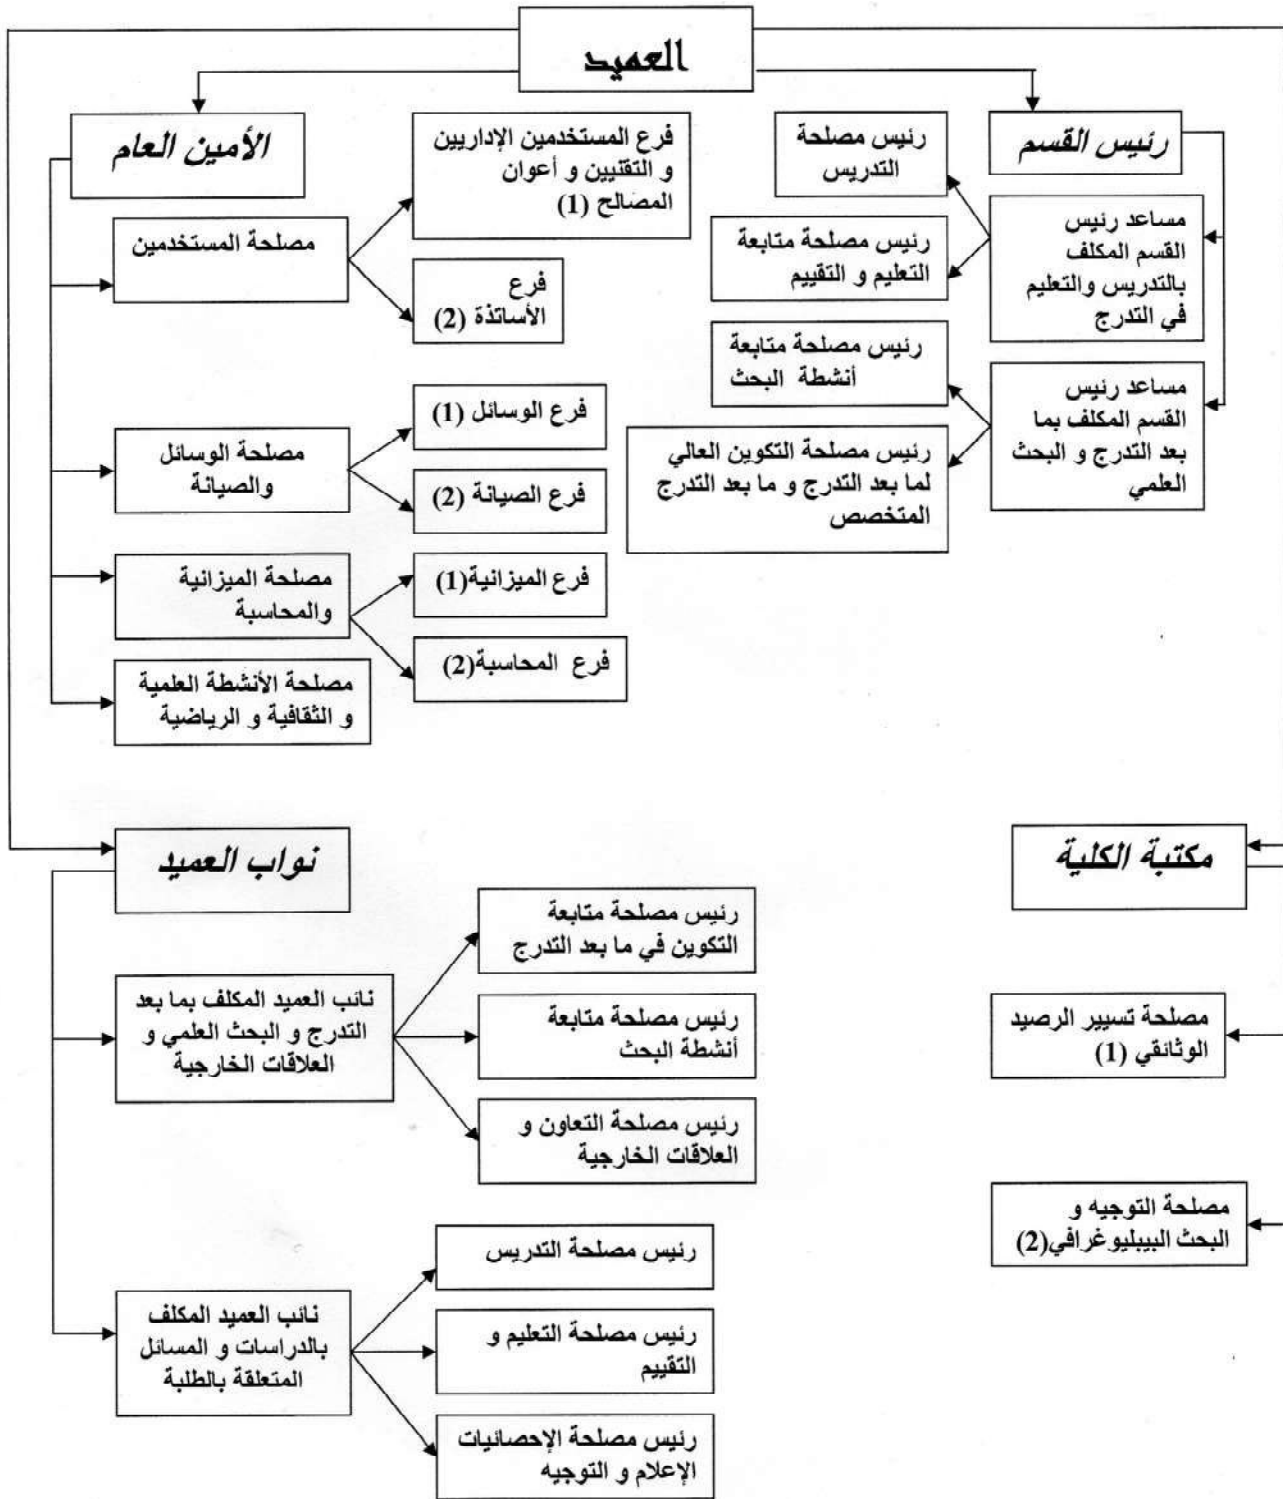 العميد
رئيس القسم
مساعد رئيس
القسم المكلف
بالتدريس والتعليم
في التدرج
رئيس مصلحة
التدريس
رئيس مصلحة متابعة
التعليم و التقييم
مساعد رئيس
القسم المكلف بما
بعد التدرج و البحث
العلمي
رئيس مصلحة متابعة
أنشطة البحث
رئيس مصلحة التكوين العالي
لما بعد التدرج و ما بعد التدرج
المتخصص
الأمين العام
مصلحة المستخدمين
فرع المستخدمين الإداريين
و التقنيين و أعوان
المصالح (1)
فرع
الأساتذة (2)
مصلحة الوسائل
والصيانة
فرع الوسائل (1)
فرع الصيانة (2)
مصلحة الميزانية
والمحاسبة
فرع الميزانية(1)
فرع المحاسبة(2)
مصلحة الأنشطة العلمية
و الثقافية و الرياضية
مكتبة الكلية
مصلحة تسيير الرصيد
الوثائقي (1)
مصلحة التوجيه و
البحث البيبليوغرافي(2)
نواب العميد
نائب العميد المكلف بما بعد
التدرج و البحث العلمي و
العلاقات الخارجية
رئيس مصلحة متابعة
التكوين في ما بعد التدرج
رئيس مصلحة متابعة
أنشطة البحث
رئيس مصلحة التعاون و
العلاقات الخارجية
نائب العميد المكلف
بالدراسات و المسائل
المتعلقة بالطلبة
رئيس مصلحة التدريس
رئيس مصلحة التعليم و
التقييم
رئيس مصلحة الإحصائيات
الإعلام و التوجيه